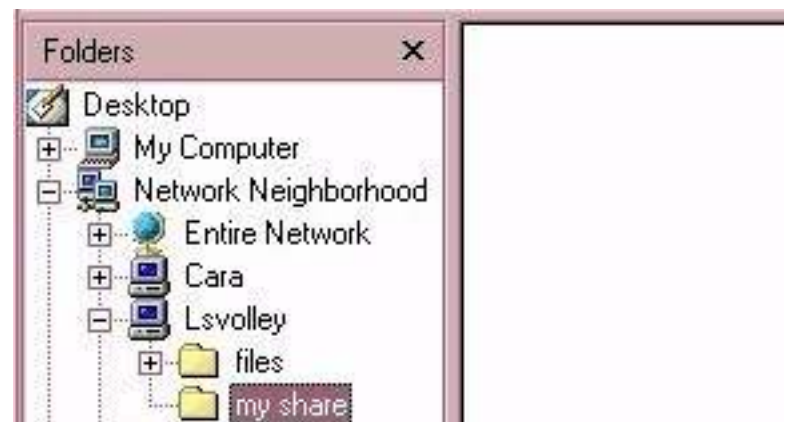 Folders
Desktop
My Computer
Network Neighborhood
Entire Network
Cara
Lsvolley
files
my share